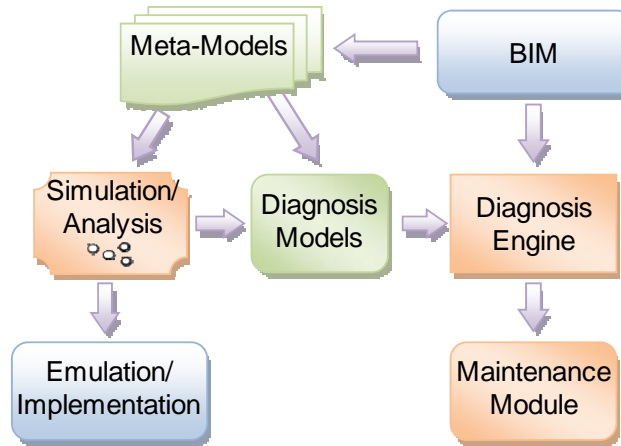 Meta-Models
BIM
Simulation/
Analysis
Diagnosis
Models
Diagnosis
Engine
Emulation/
Implementation
Maintenance
Module